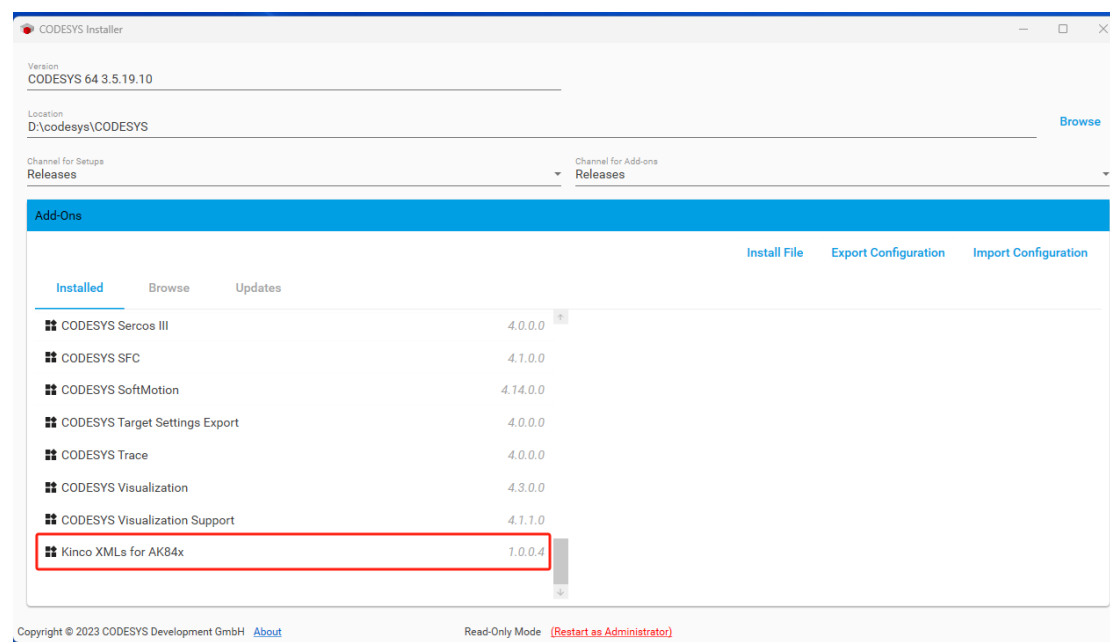 CODESYS Installer
Version
CODESYS 64 3.5.19.10
Location
D:\codesys\CODESYS
Browse
Channel for Setups
Channel for Add-ons
Releases
Releases
Add-Ons
Install File Export Configuration Import Configuration
Installed Browse Updates
CODESYS Sercos III 4.0.0.0
CODESYS SFC 4.1.0.0
CODESYS SoftMotion 4.14.0.0
CODESYS Target Settings Export 4.0.0.0
CODESYS Trace 4.0.0.0
CODESYS Visualization 4.3.0.0
CODESYS Visualization Support 4.1.1.0
Kinco XMLs for AK84x 1.0.0.4
Copyright © 2023 CODESYS Development GmbH About Read-Only Mode (Restart as Administrator)